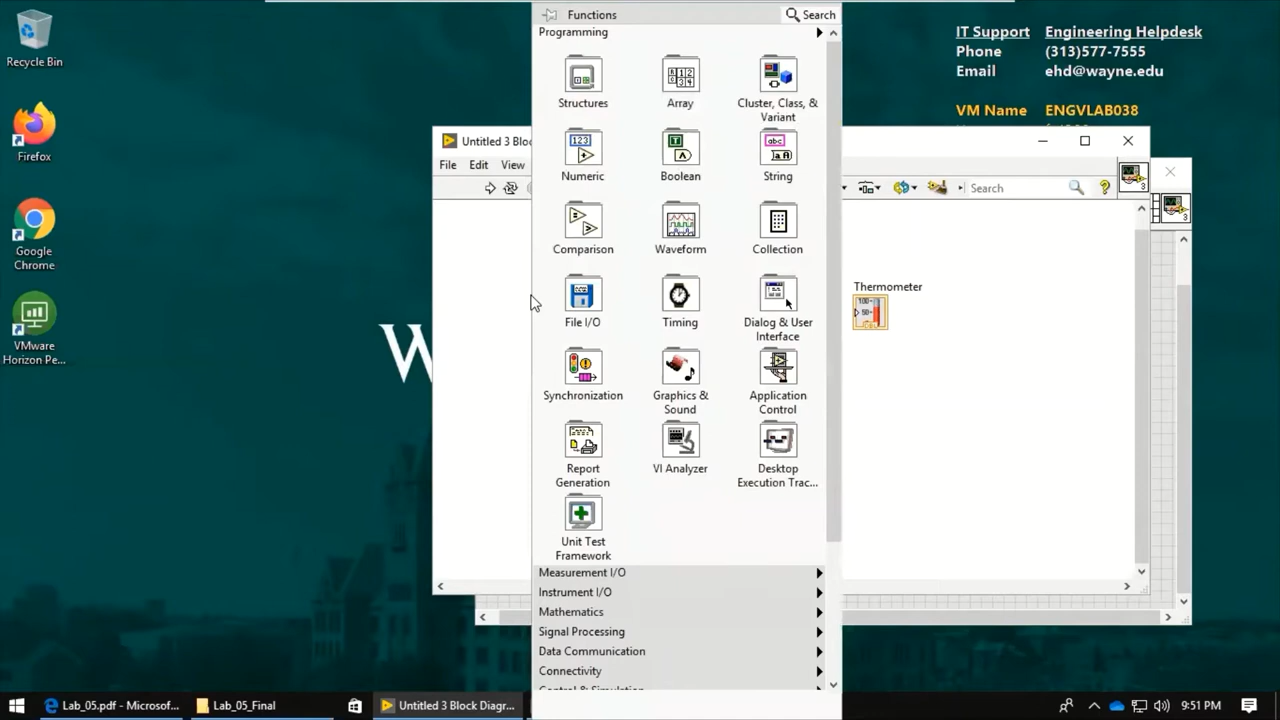 Functions
Search
Programming
Structures
Array
Cluster, Class, &
Variant
Numeric
Boolean
String
Comparison
Waveform
Collection
File I/O
Timing
Dialog & User
Interface
Synchronization
Graphics &
Sound
Application
Control
Report
Generation
VI Analyzer
Desktop
Execution Trac...
Unit Test
Framework
Measurement I/O
Instrument I/O
Mathematics
Signal Processing
Data Communication
Connectivity
Control & Simulation
Recycle Bin
Firefox
Google
Chrome
VMware
Horizon Pe...
W
IT Support Engineering Helpdesk
Phone (313)577-7555
Email ehd@wayne.edu
VM Name ENGVLAB038
Untitled 3 Bloc
File Edit View
Search
Thermometer
Lab_05.pdf - Microsof...
Lab_05_Final
Untitled 3 Block Diagr...
9:51 PM